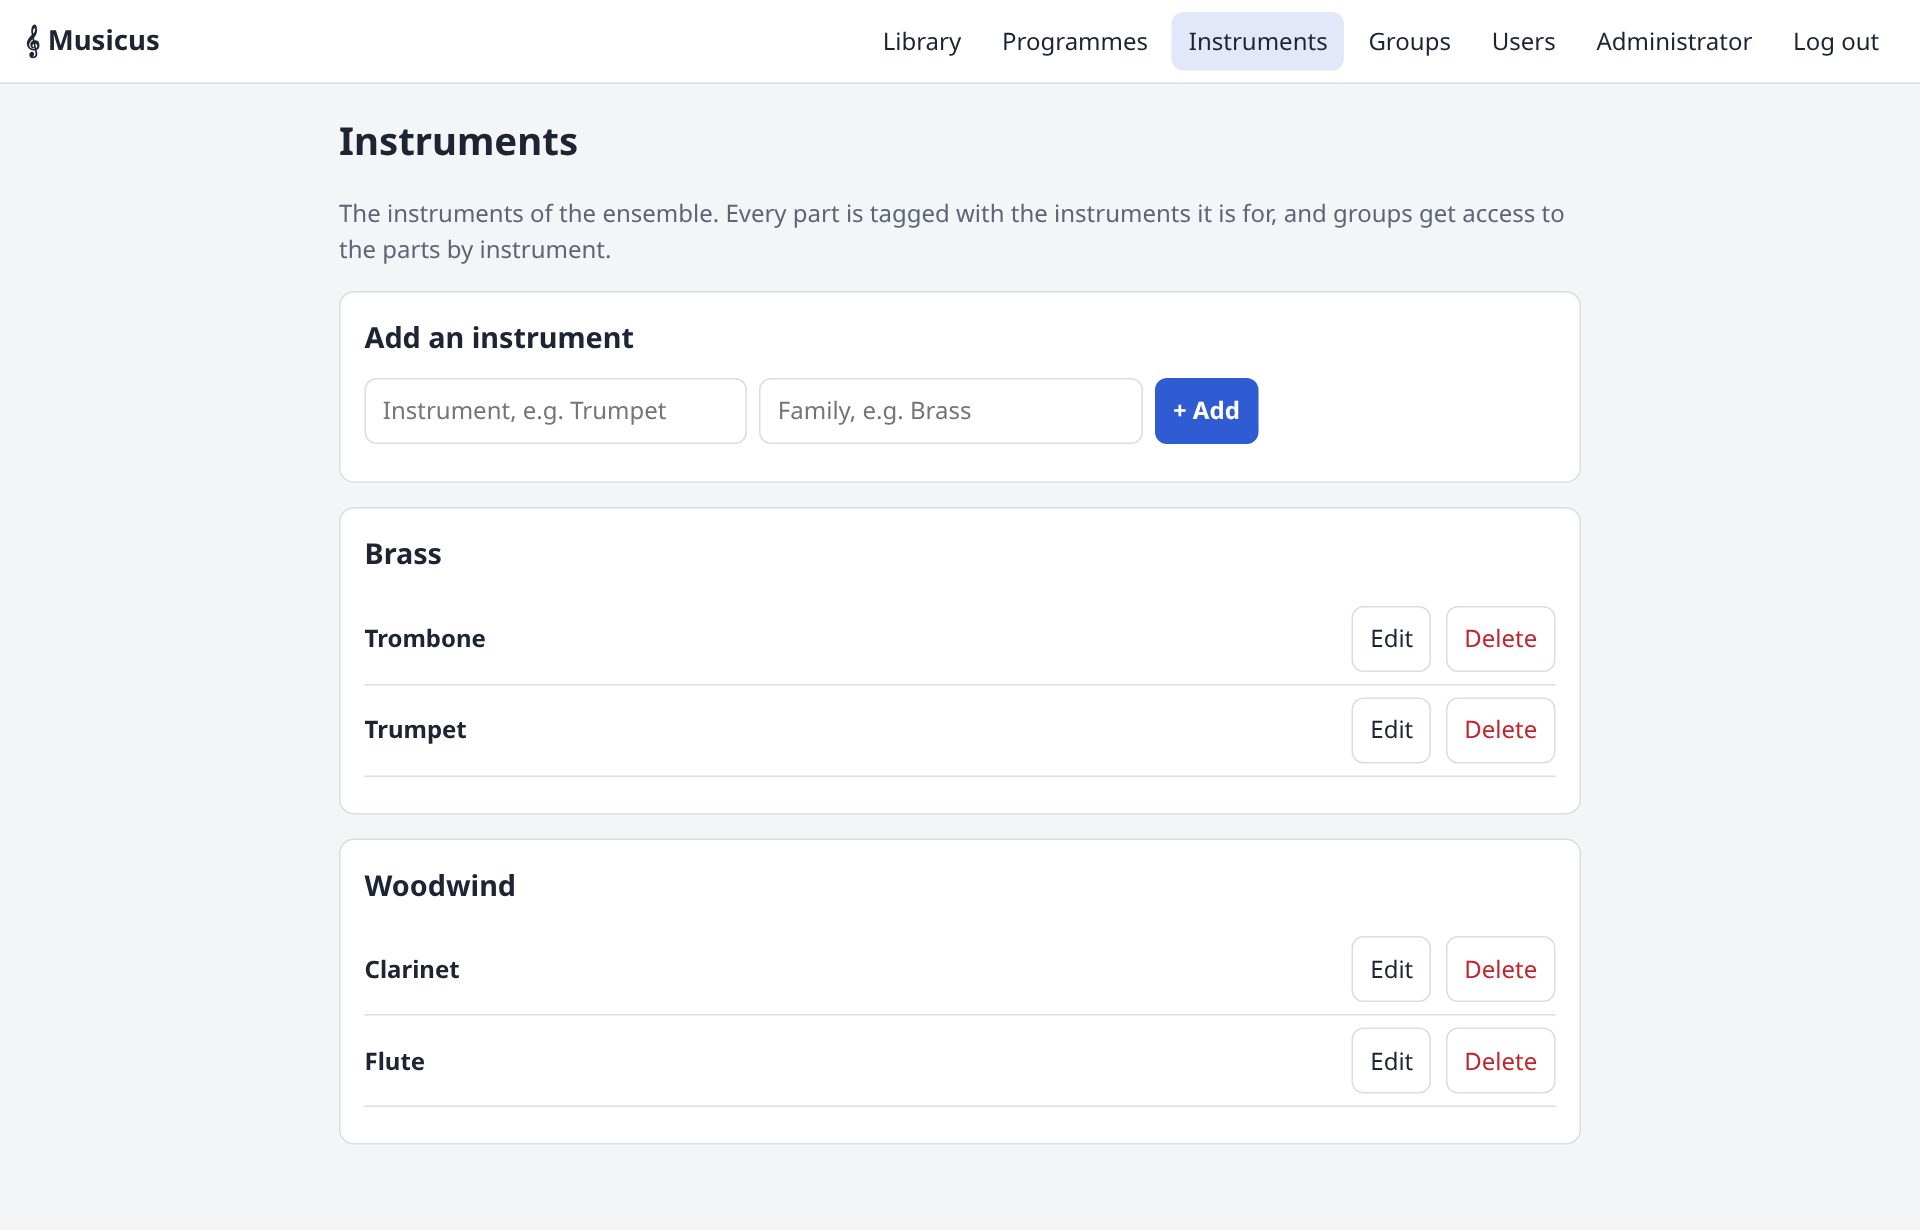 𝄞 Musicus
Library Programmes Instruments Groups Users Administrator Log out
Instruments
The instruments of the ensemble. Every part is tagged with the instruments it is for, and groups get access to
the parts by instrument.
Add an instrument
Instrument, e.g. Trumpet Family, e.g. Brass + Add
Brass
Trombone Edit Delete
Trumpet Edit Delete
Woodwind
Clarinet Edit Delete
Flute Edit Delete